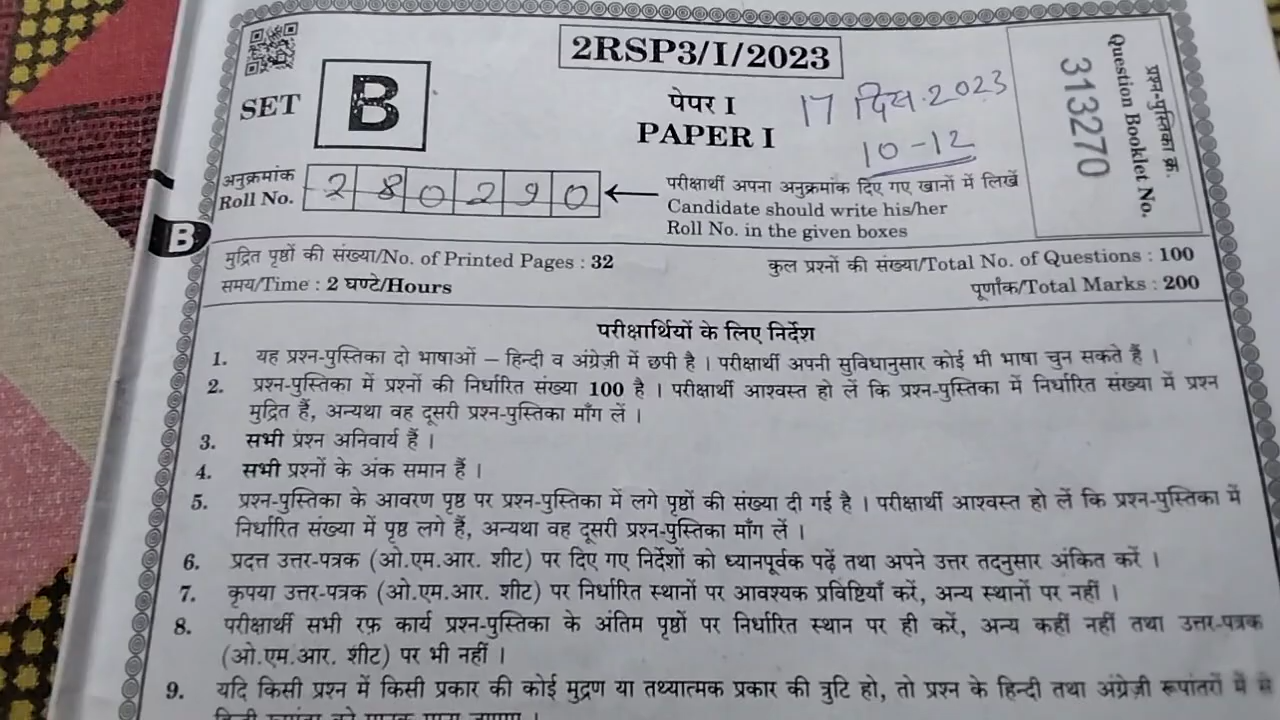 2RSP3/I/2023
SET B
पेपर I
PAPER I
17 दिस. 2023
10-12
प्रश्न-पुस्तिका क्र.
Question Booklet No.
313270
अनुक्रमांक
Roll No. 280290
परीक्षार्थी अपना अनुक्रमांक दिए गए खानों में लिखें
Candidate should write his/her
Roll No. in the given boxes
B
मुद्रित पृष्ठों की संख्या/No. of Printed Pages : 32
कुल प्रश्नों की संख्या/Total No. of Questions : 100
समय/Time : 2 घण्टे/Hours
पूर्णांक/Total Marks : 200
परीक्षार्थियों के लिए निर्देश
1. यह प्रश्न-पुस्तिका दो भाषाओं – हिन्दी व अंग्रेज़ी में छपी है । परीक्षार्थी अपनी सुविधानुसार कोई भी भाषा चुन सकते हैं ।
2. प्रश्न-पुस्तिका में प्रश्नों की निर्धारित संख्या 100 है । परीक्षार्थी आश्वस्त हो लें कि प्रश्न-पुस्तिका में निर्धारित संख्या में प्रश्न
मुद्रित हैं, अन्यथा वह दूसरी प्रश्न-पुस्तिका माँग लें ।
3. सभी प्रश्न अनिवार्य हैं ।
4. सभी प्रश्नों के अंक समान हैं ।
5. प्रश्न-पुस्तिका के आवरण पृष्ठ पर प्रश्न-पुस्तिका में लगे पृष्ठों की संख्या दी गई है । परीक्षार्थी आश्वस्त हो लें कि प्रश्न-पुस्तिका में
निर्धारित संख्या में पृष्ठ लगे हैं, अन्यथा वह दूसरी प्रश्न-पुस्तिका माँग लें ।
6. प्रदत्त उत्तर-पत्रक (ओ.एम.आर. शीट) पर दिए गए निर्देशों को ध्यानपूर्वक पढ़ें तथा अपने उत्तर तदनुसार अंकित करें ।
7. कृपया उत्तर-पत्रक (ओ.एम.आर. शीट) पर निर्धारित स्थानों पर आवश्यक प्रविष्टियाँ करें, अन्य स्थानों पर नहीं ।
8. परीक्षार्थी सभी रफ़ कार्य प्रश्न-पुस्तिका के अंतिम पृष्ठों पर निर्धारित स्थान पर ही करें, अन्य कहीं नहीं तथा उत्तर-पत्रक
(ओ.एम.आर. शीट) पर भी नहीं ।
9. यदि किसी प्रश्न में किसी प्रकार की कोई मुद्रण या तथ्यात्मक प्रकार की त्रुटि हो, तो प्रश्न के हिन्दी तथा अंग्रेज़ी रूपांतरों में से